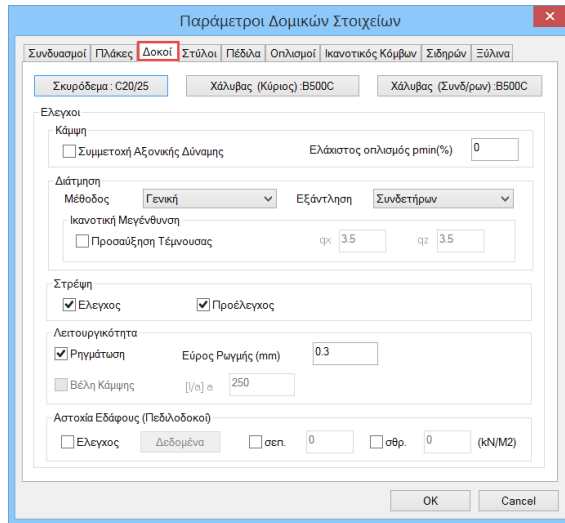 Παράμετροι Δομικών Στοιχείων
Συνδυασμοί Πλάκες Δοκοί Στύλοι Πέδιλα Οπλισμοί Ικανοτικός Κόμβων Σιδηρών Ξύλινα
Σκυρόδεμα : C20/25 Χάλυβας (Κύριος) :B500C Χάλυβας (Συνδ/ρων) :B500C
Ελεγχοι
Κάμψη
Συμμετοχή Αξονικής Δύναμης Ελάχιστος οπλισμός pmin(%) 0
Διάτμηση
Μέθοδος Γενική Εξάντληση Συνδετήρων
Ικανοτική Μεγένθυνση
Προσαύξηση Τέμνουσας qx 3.5 qz 3.5
Στρέψη
Ελεγχος Προέλεγχος
Λειτουργικότητα
Ρηγμάτωση Εύρος Ρωγμής (mm) 0.3
Βέλη Κάμψης [l/α] α 250
Αστοχία Εδάφους (Πεδιλοδοκοί)
Ελεγχος Δεδομένα σεπ. 0 σθρ. 0 (kN/M2)
OK Cancel